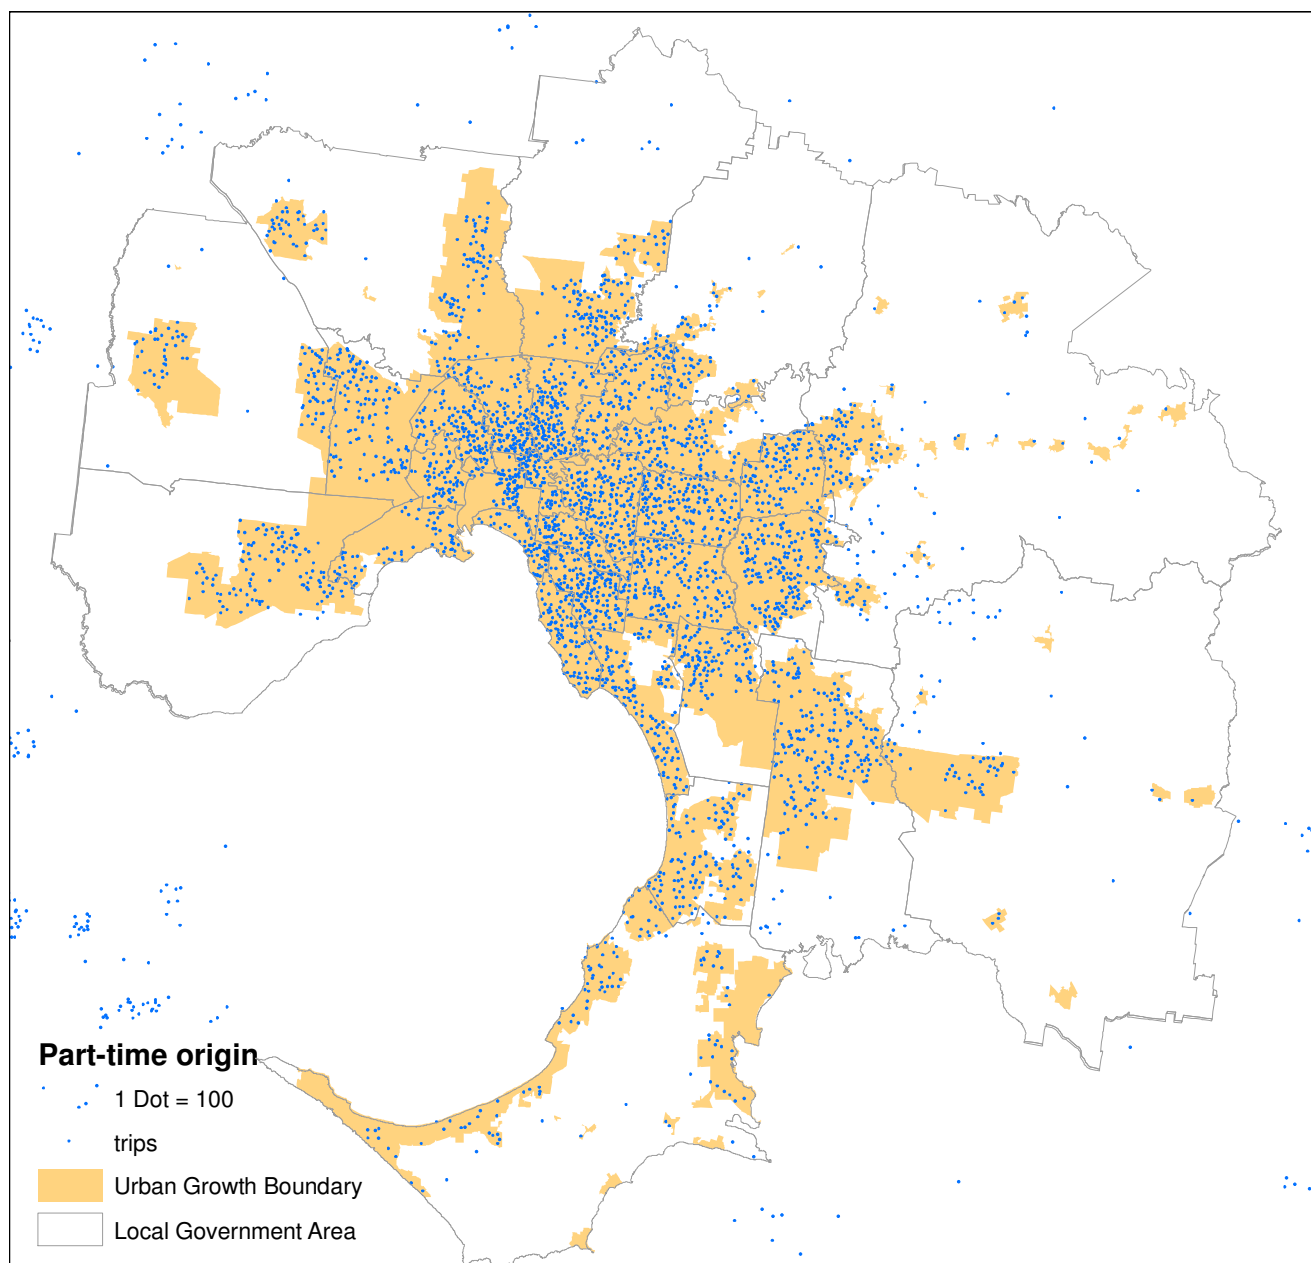 Part-time origin
1 Dot = 100
trips
Urban Growth Boundary
Local Government Area